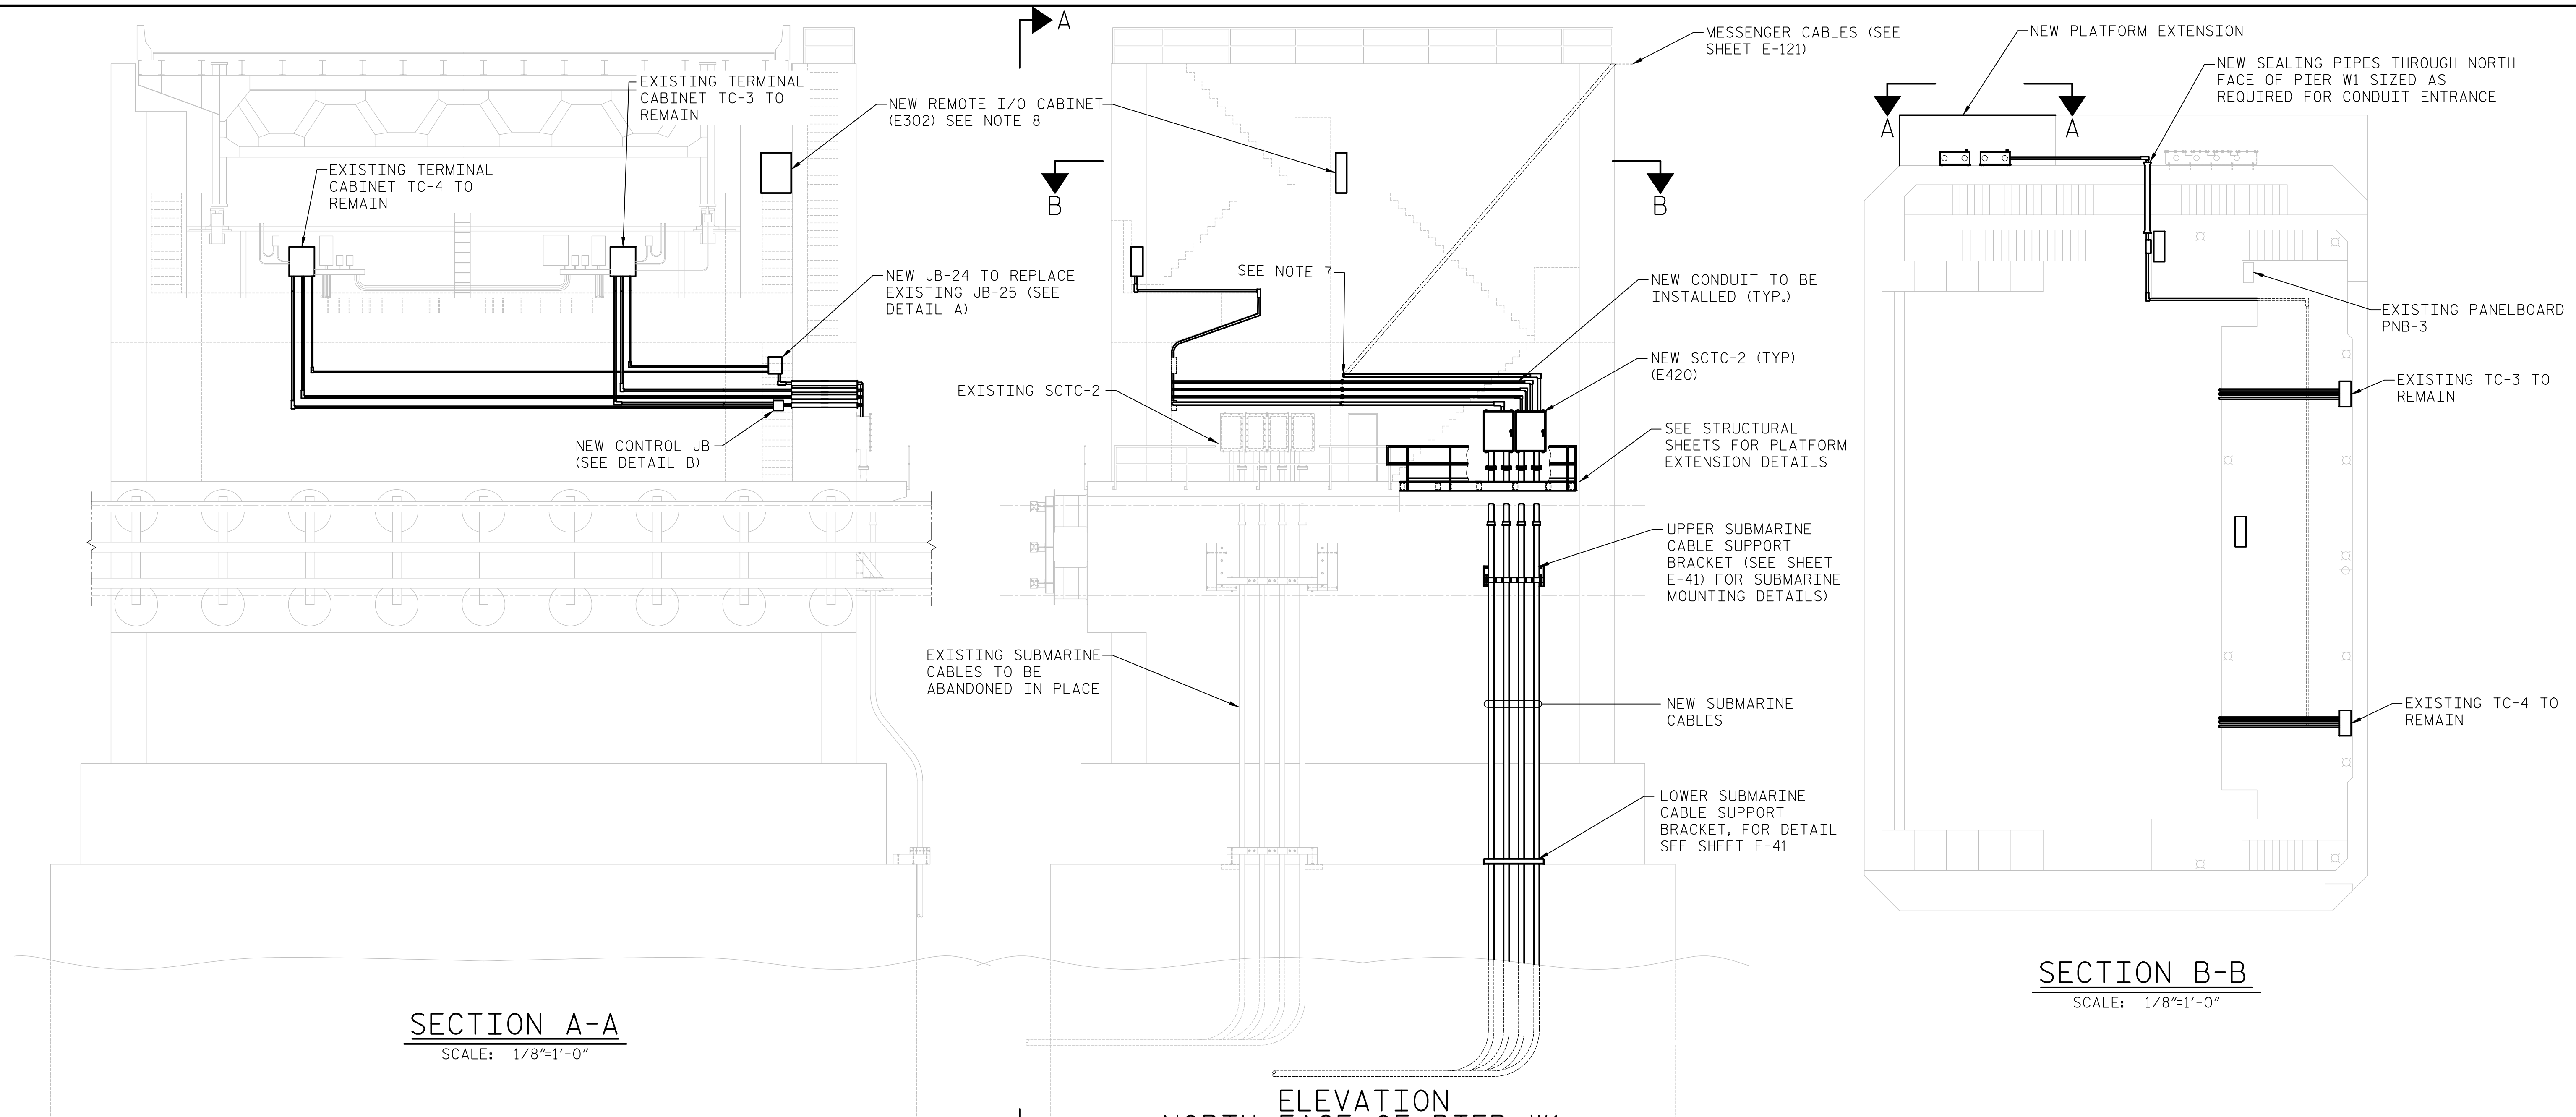 A
EXISTING TERMINAL
CABINET TC-3 TO
REMAIN
EXISTING TERMINAL
CABINET TC-4 TO
REMAIN
NEW REMOTE I/O CABINET
(E302) SEE NOTE 8
NEW JB-24 TO REPLACE
EXISTING JB-25 (SEE
DETAIL A)
NEW CONTROL JB
(SEE DETAIL B)
SECTION A-A
SCALE: 1/8"=1'-0"
MESSENGER CABLES (SEE
SHEET E-121)
B
B
SEE NOTE 7
NEW CONDUIT TO BE
INSTALLED (TYP.)
NEW SCTC-2 (TYP)
(E420)
EXISTING SCTC-2
SEE STRUCTURAL
SHEETS FOR PLATFORM
EXTENSION DETAILS
UPPER SUBMARINE
CABLE SUPPORT
BRACKET (SEE SHEET
E-41) FOR SUBMARINE
MOUNTING DETAILS)
EXISTING SUBMARINE
CABLES TO BE
ABANDONED IN PLACE
NEW SUBMARINE
CABLES
LOWER SUBMARINE
CABLE SUPPORT
BRACKET, FOR DETAIL
SEE SHEET E-41
ELEVATION
NORTH FACE OF PIER W1
NEW PLATFORM EXTENSION
NEW SEALING PIPES THROUGH NORTH
FACE OF PIER W1 SIZED AS
REQUIRED FOR CONDUIT ENTRANCE
A
A
EXISTING PANELBOARD
PNB-3
EXISTING TC-3 TO
REMAIN
EXISTING TC-4 TO
REMAIN
SECTION B-B
SCALE: 1/8"=1'-0"